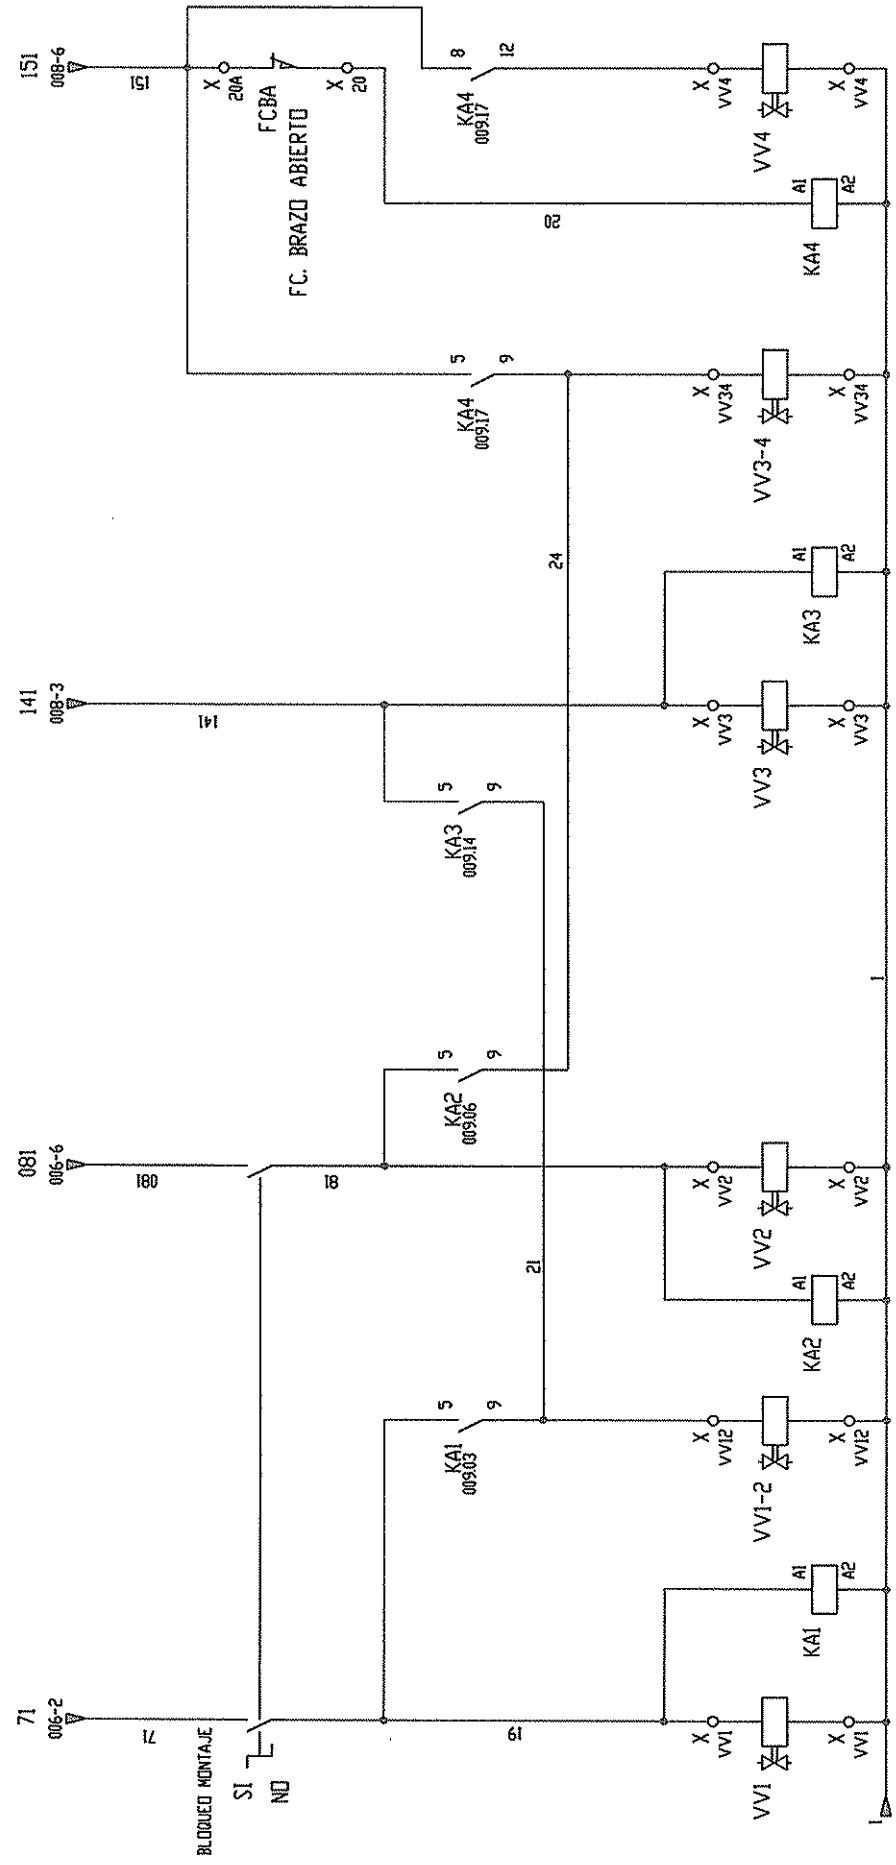 71
006-2
081
006-6
141
008-3
151
008-6
71
081
141
151
BLOQUEO MONTAJE
SI
NO
X
20A
FCBA
FC. BRAZO ABIERTO
X
20
19
81
KA1
009.03
5
9
KA2
009.06
5
9
KA3
009.14
5
9
KA4
009.17
5
9
KA4
009.17
8
12
21
24
20
X
VV1
VV1
X
VV1
KA1
A1
A2
X
VV12
VV1-2
X
VV12
KA2
A1
A2
X
VV2
VV2
X
VV2
X
VV3
VV3
X
VV3
KA3
A1
A2
X
VV34
VV3-4
X
VV34
KA4
A1
A2
X
VV4
VV4
X
VV4
1
1